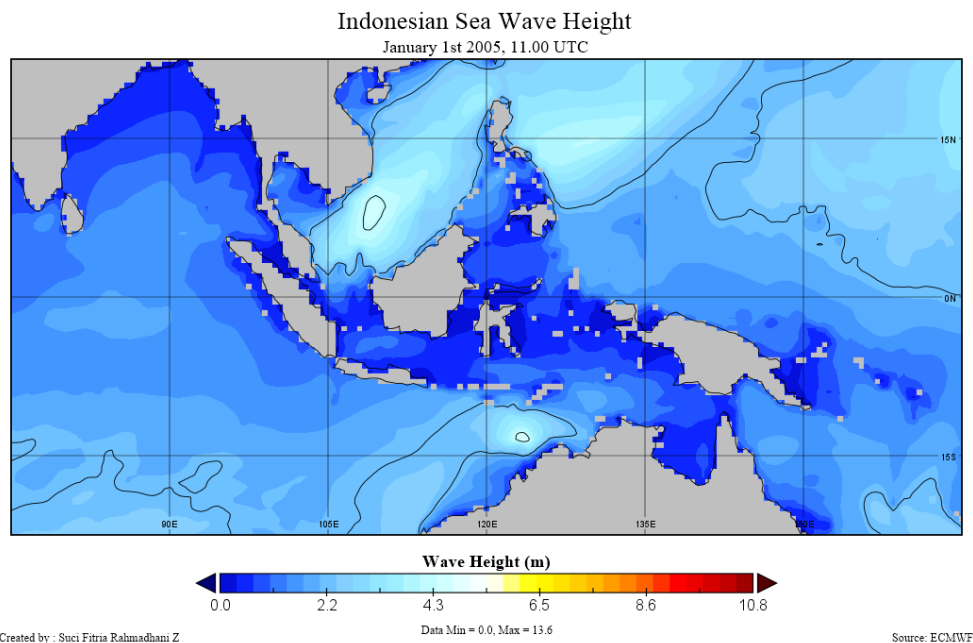 Indonesian Sea Wave Height
January 1st 2005, 11.00 UTC
15N
0N
15S
90E 105E 120E 135E 150E
Wave Height (m)
0.0 2.2 4.3 6.5 8.6 10.8
Data Min = 0.0, Max = 13.6
Created by : Suci Fitria Rahmadhani Z
Source: ECMWF